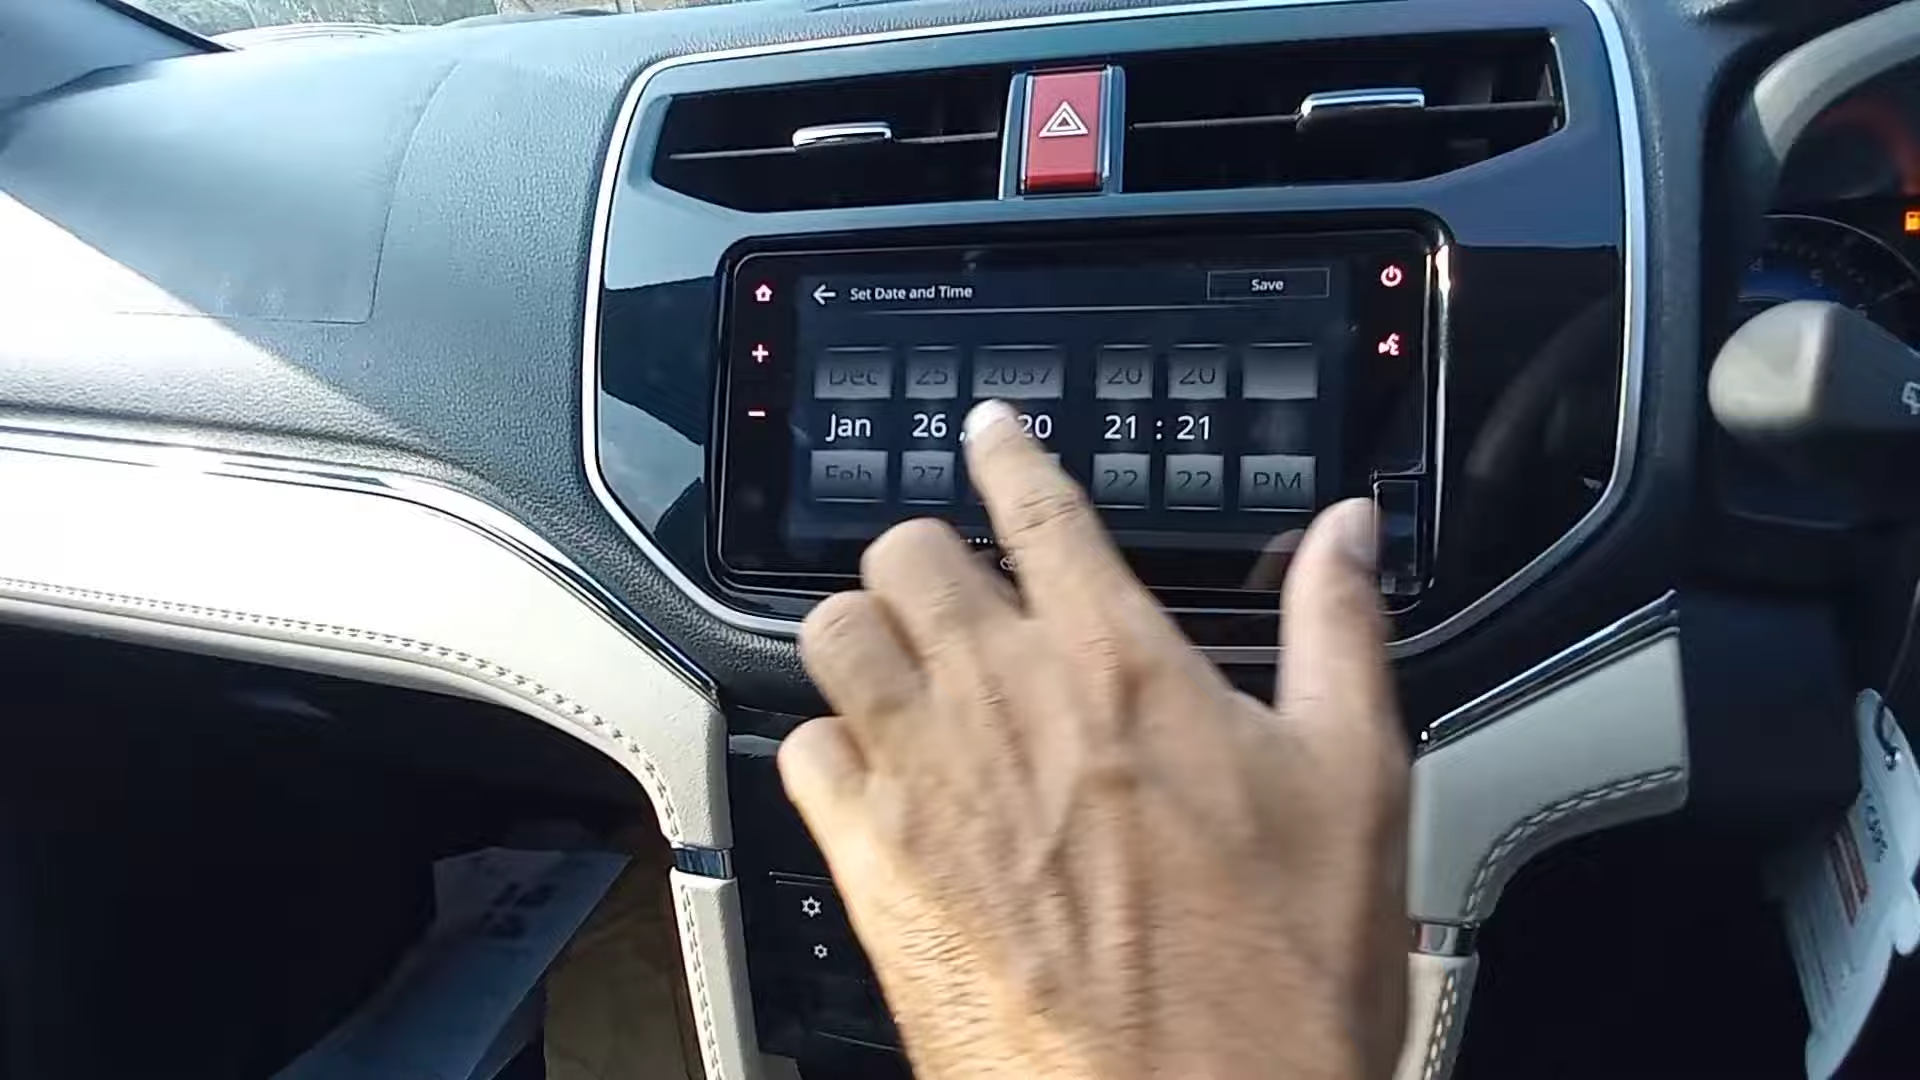 Set Date and Time
Save
Dec 25 2037 20 20
Jan 26 , 20 21 : 21
Feb 27 22 22 PM